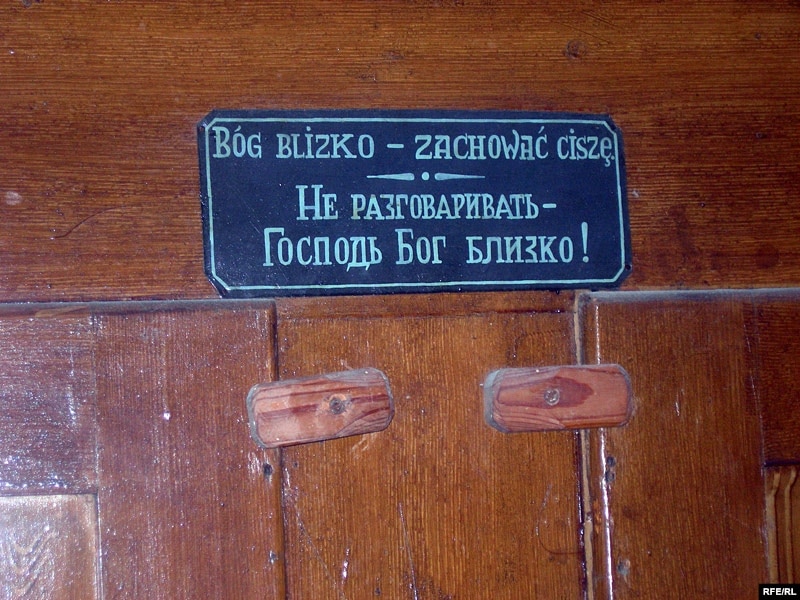 Bóg blizko – zachować ciszę.
Не разговаривать –
Господь Бог близко!
RFE/RL